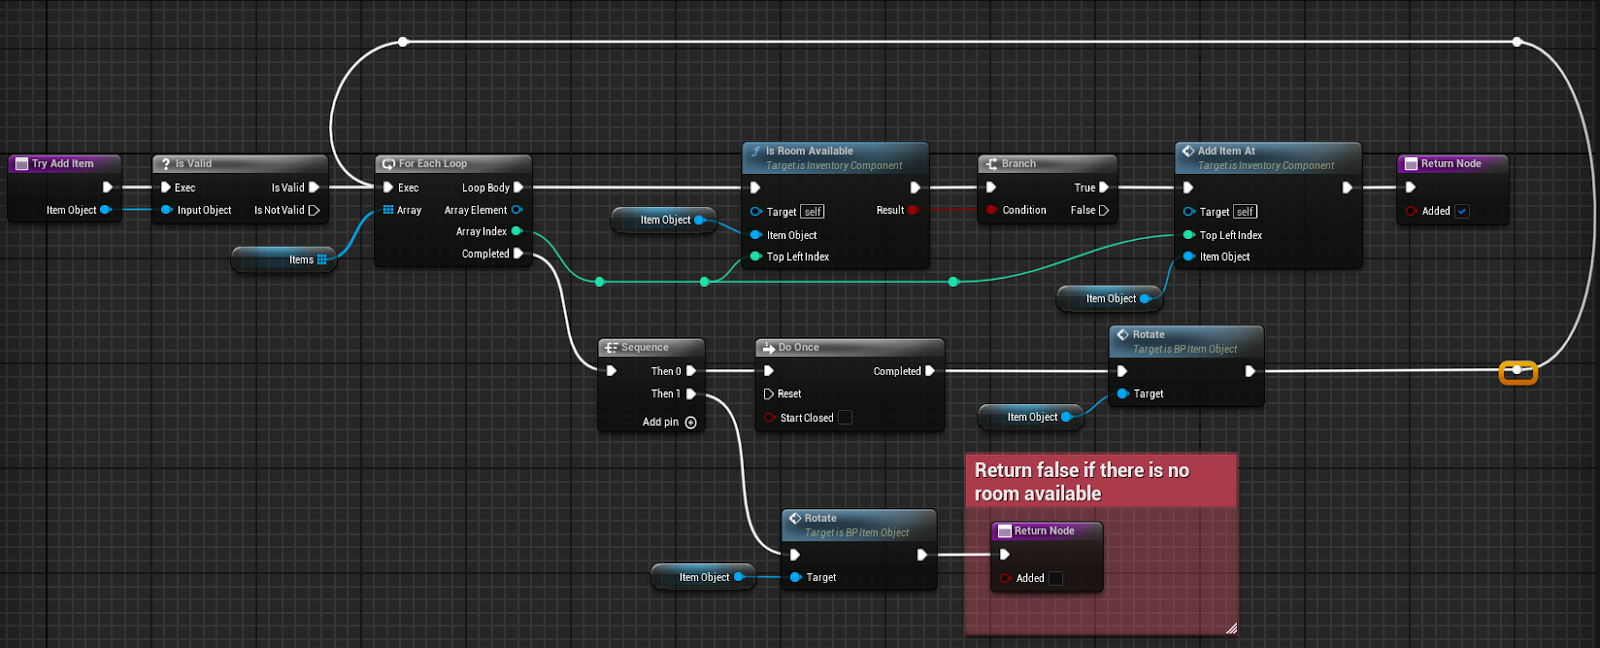 Try Add Item
Item Object
Is Valid
Exec
Is Valid
Input Object
Is Not Valid
Items
For Each Loop
Exec
Loop Body
Array
Array Element
Array Index
Completed
Item Object
Is Room Available
Target is Inventory Component
Target self
Result
Item Object
Top Left Index
Branch
True
Condition
False
Add Item At
Target is Inventory Component
Target self
Top Left Index
Item Object
Item Object
Return Node
Added
Sequence
Then 0
Then 1
Add pin
Do Once
Completed
Reset
Start Closed
Item Object
Rotate
Target is BP Item Object
Target
Item Object
Rotate
Target is BP Item Object
Target
Return false if there is no
room available
Return Node
Added